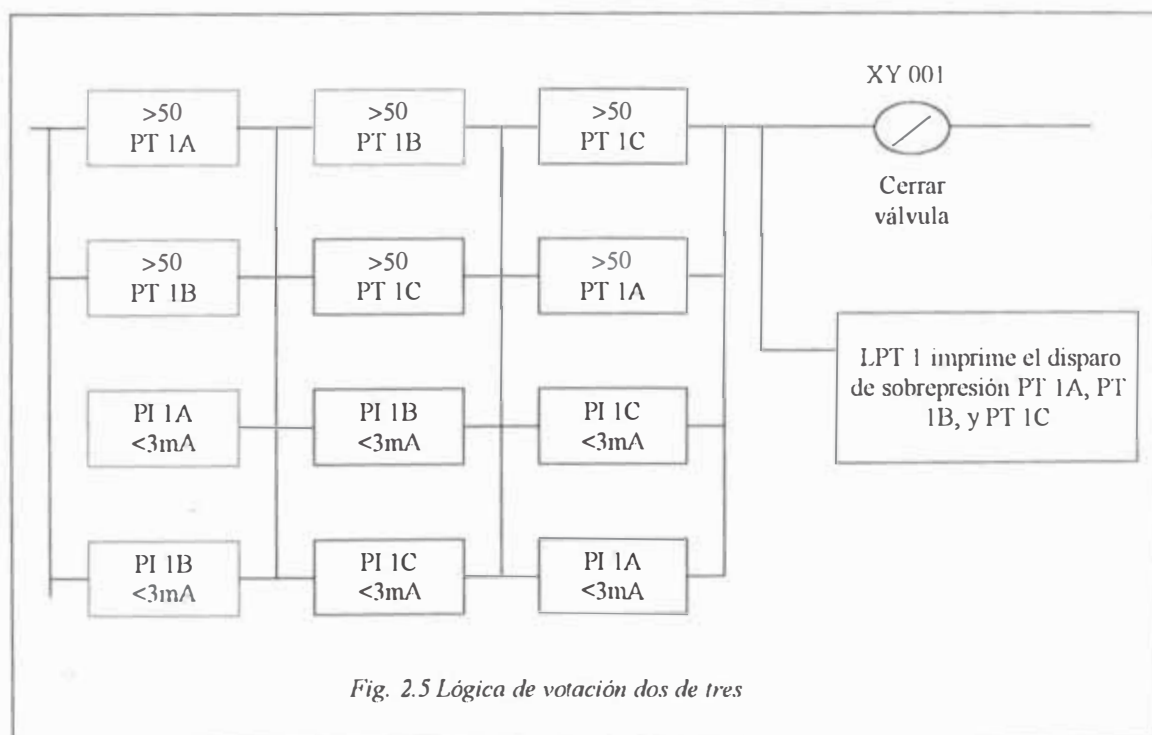 XY 001
>50
PT 1A
>50
PT 1B
>50
PT 1C
Cerrar
válvula
>50
PT 1B
>50
PT 1C
>50
PT 1A
LPT 1 imprime el disparo
de sobrepresión PT 1A, PT
1B, y PT 1C
PI 1A
<3mA
PI 1B
<3mA
PI 1C
<3mA
PI 1B
<3mA
PI 1C
<3mA
PI 1A
<3mA
Fig. 2.5 Lógica de votación dos de tres